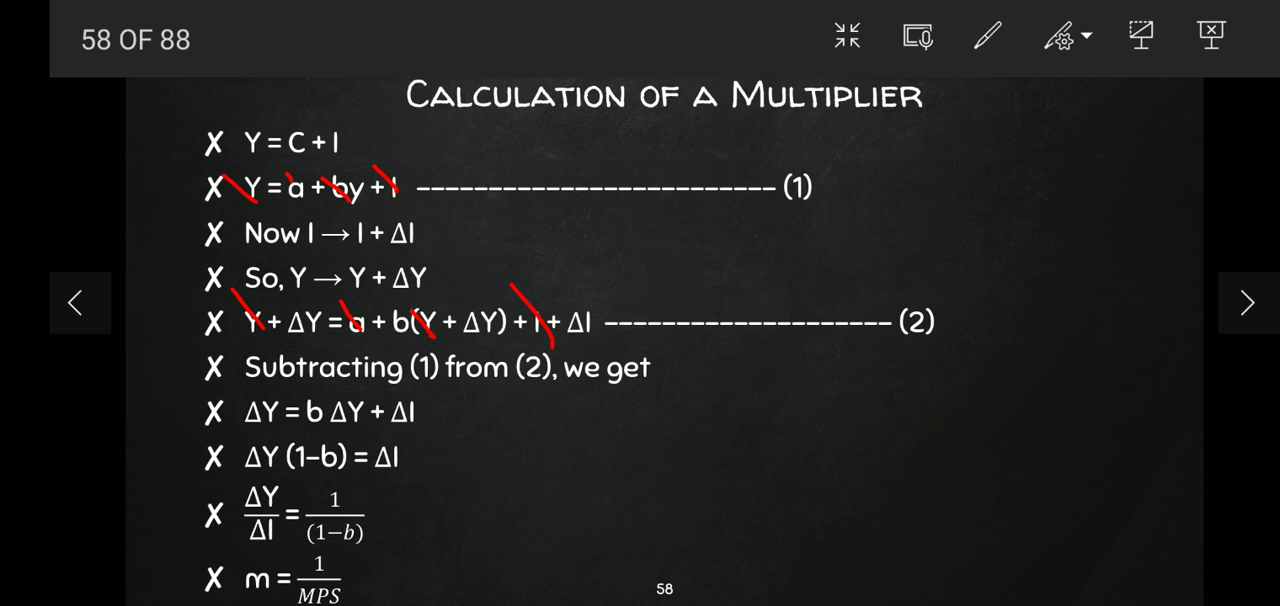 58 OF 88
CALCULATION OF A MULTIPLIER
✗ Y = C + I
✗ Y = a + by + I ------------------------- (1)
✗ Now I → I + ΔI
✗ So, Y → Y + ΔY
✗ Y + ΔY = a + b(Y + ΔY) + I + ΔI -------------------- (2)
✗ Subtracting (1) from (2), we get
✗ ΔY = b ΔY + ΔI
✗ ΔY (1-b) = ΔI
✗ ΔY/ΔI = 1/(1-b)
✗ m = 1/MPS
58